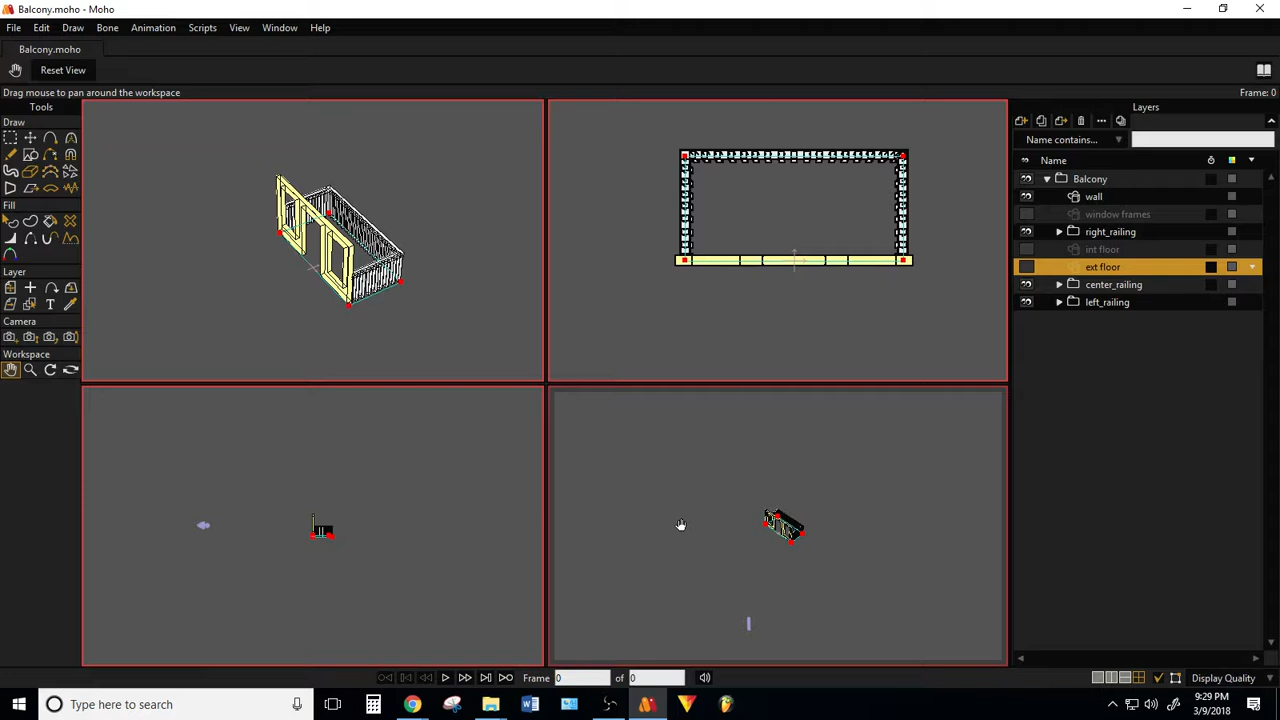 Balcony.moho - Moho
File Edit Draw Bone Animation Scripts View Window Help
Balcony.moho
Reset View
Drag mouse to pan around the workspace
Frame: 0
Tools
Layers
Draw
Name contains...
Name
Balcony
wall
Fill
window frames
right_railing
int floor
Layer
ext floor
center_railing
left_railing
T
Camera
Workspace
Frame 0 of 0
Display Quality
Type here to search
9:29 PM
3/9/2018